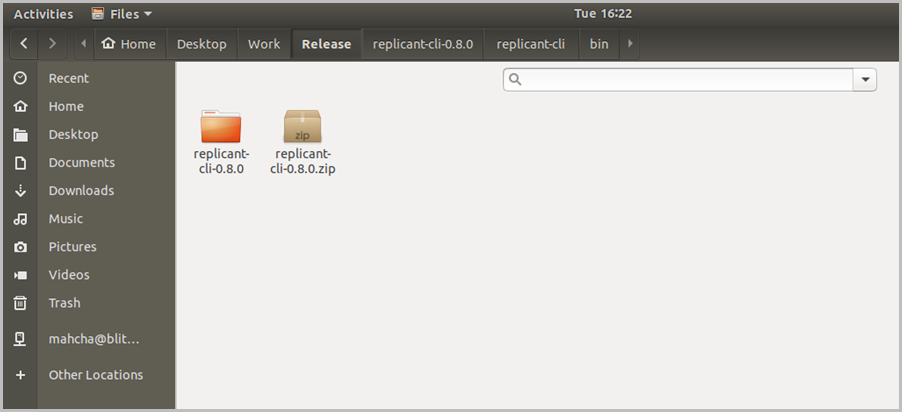 Activities Files Tue 16:22
Home Desktop Work Release replicant-cli-0.8.0 replicant-cli bin
Recent
Home
Desktop
Documents
Downloads
Music
Pictures
Videos
Trash
mahcha@blit...
Other Locations
replicant-
cli-0.8.0
zip
replicant-
cli-0.8.0.zip